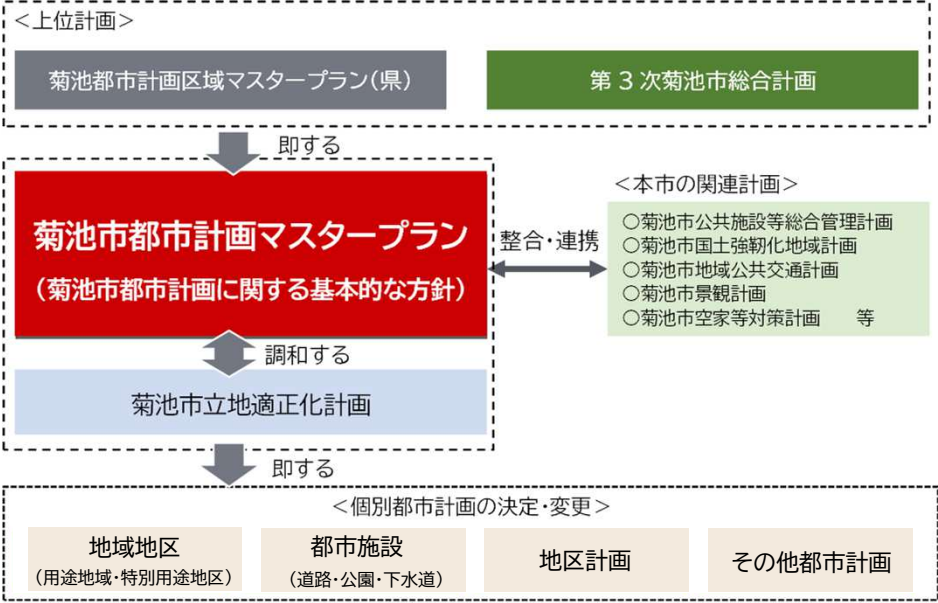 ＜上位計画＞
菊池都市計画区域マスタープラン（県）
第３次菊池市総合計画
即する
菊池市都市計画マスタープラン
（菊池市都市計画に関する基本的な方針）
整合・連携
＜本市の関連計画＞
○菊池市公共施設等総合管理計画
○菊池市国土強靭化地域計画
○菊池市地域公共交通計画
○菊池市景観計画
○菊池市空家等対策計画　　等
調和する
菊池市立地適正化計画
即する
＜個別都市計画の決定・変更＞
地域地区
（用途地域・特別用途地区）
都市施設
（道路・公園・下水道）
地区計画
その他都市計画